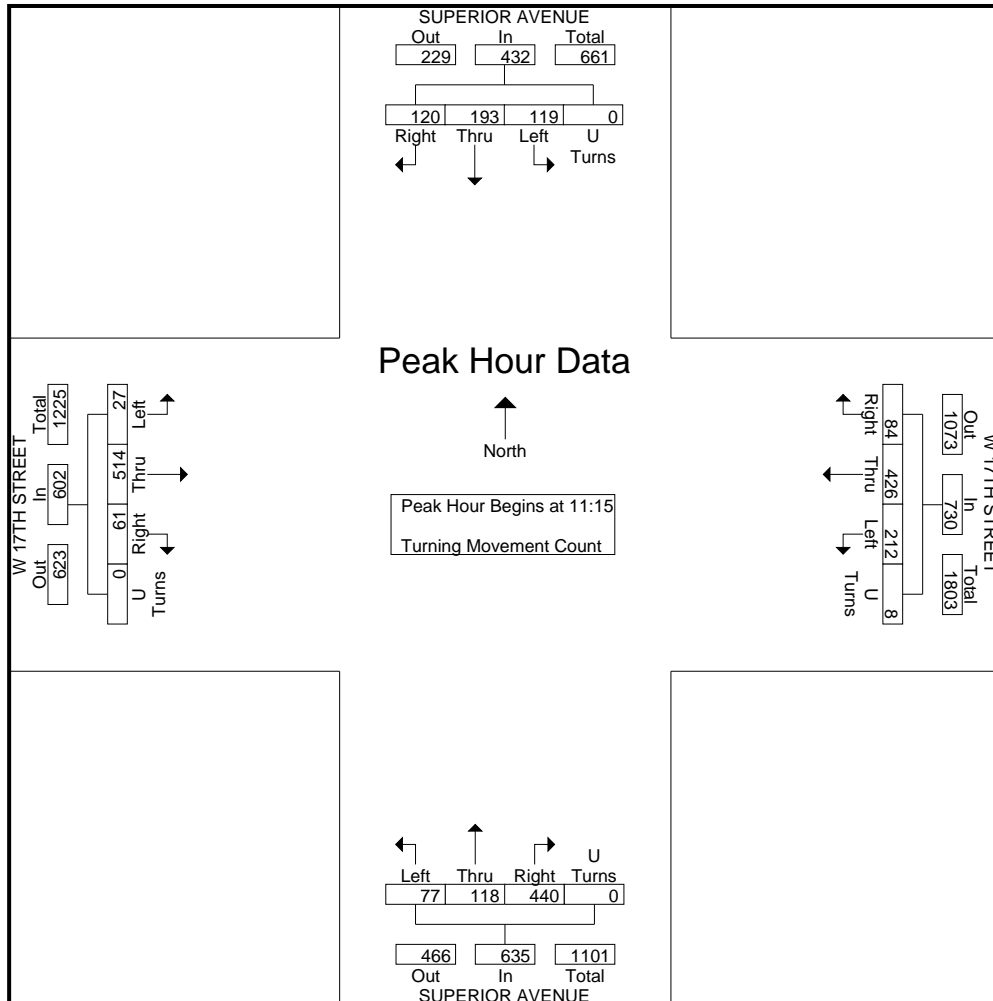 SUPERIOR AVENUE
Out In Total
229 432 661
120 193 119 0
Right Thru Left U
Turns
Peak Hour Data
North
Peak Hour Begins at 11:15
Turning Movement Count
W 17TH STREET
Total In Out
1225 602 623
27 514 61 0
Left Thru Right U
Turns
W 17TH STREET
Out In Total
1073 730 1803
84 426 212 8
Right Thru Left U
Turns
U
Left Thru Right Turns
77 118 440 0
466 635 1101
Out In Total
SUPERIOR AVENUE